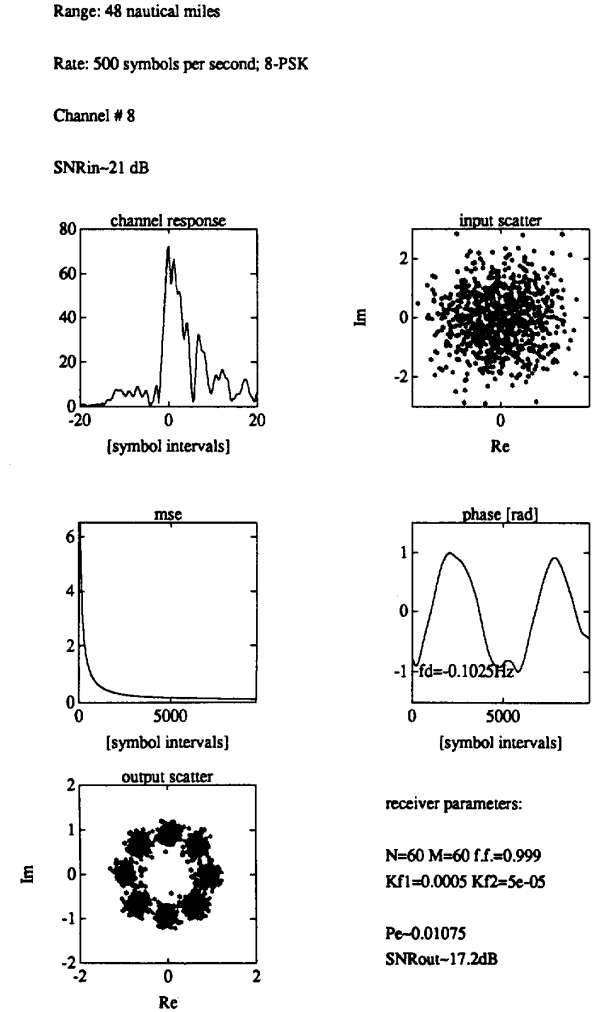 Range: 48 nautical miles
Rate: 500 symbols per second; 8-PSK
Channel # 8
SNRin~21 dB
channel response
80
60
40
20
0
-20 0 20
[symbol intervals]
input scatter
Im
2
0
-2
0
Re
mse
6
4
2
0
0 5000
[symbol intervals]
phase [rad]
1
0
-1
fd=-0.1025Hz
0 5000
[symbol intervals]
output scatter
Im
2
1
0
-1
-2
-2 0 2
Re
receiver parameters:
N=60 M=60 f.f.=0.999
Kf1=0.0005 Kf2=5e-05
Pe~0.01075
SNRout~17.2dB